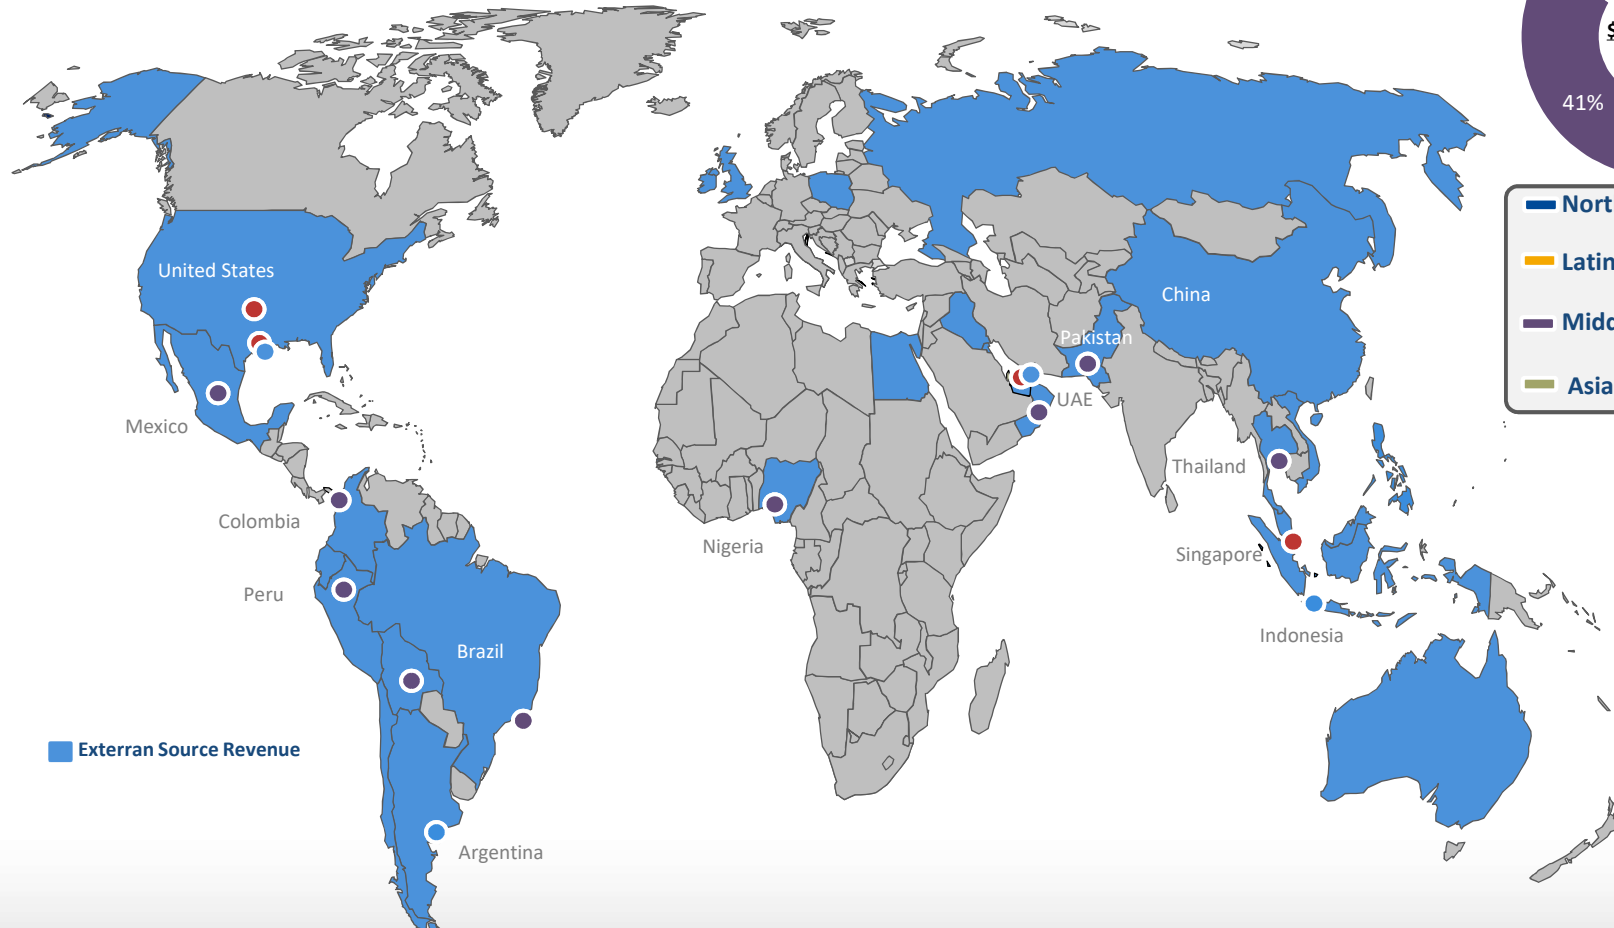 41%
Nort
Latin
Midd
Asia
United States
China
Pakistan
UAE
Mexico
Thailand
Colombia
Nigeria
Singapore
Peru
Indonesia
Brazil
Exterran Source Revenue
Argentina